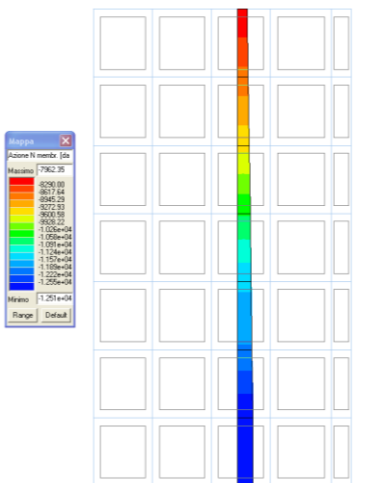 Mappa
Azione N membr. [da
Massimo -7962.35
-8290.00
-8617.64
-8945.29
-9272.93
-9600.58
-9928.22
-1.026e+04
-1.058e+04
-1.091e+04
-1.124e+04
-1.157e+04
-1.189e+04
-1.222e+04
-1.255e+04
Minimo -1.251e+04
Range Default